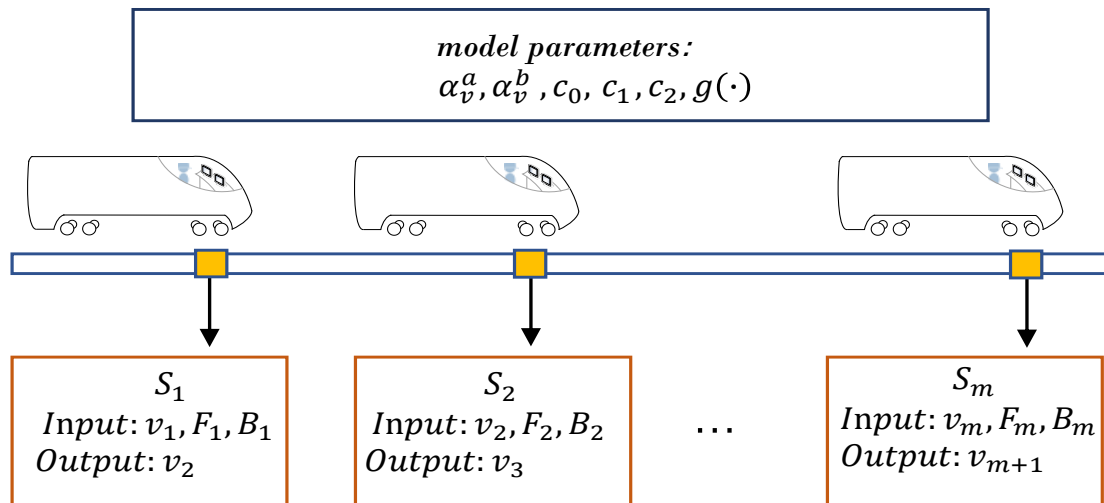 model parameters:
α_v^a, α_v^b , c_0, c_1, c_2, g(·)
S_1
Input: v_1, F_1, B_1
Output: v_2
S_2
Input: v_2, F_2, B_2
Output: v_3
...
S_m
Input: v_m, F_m, B_m
Output: v_{m+1}